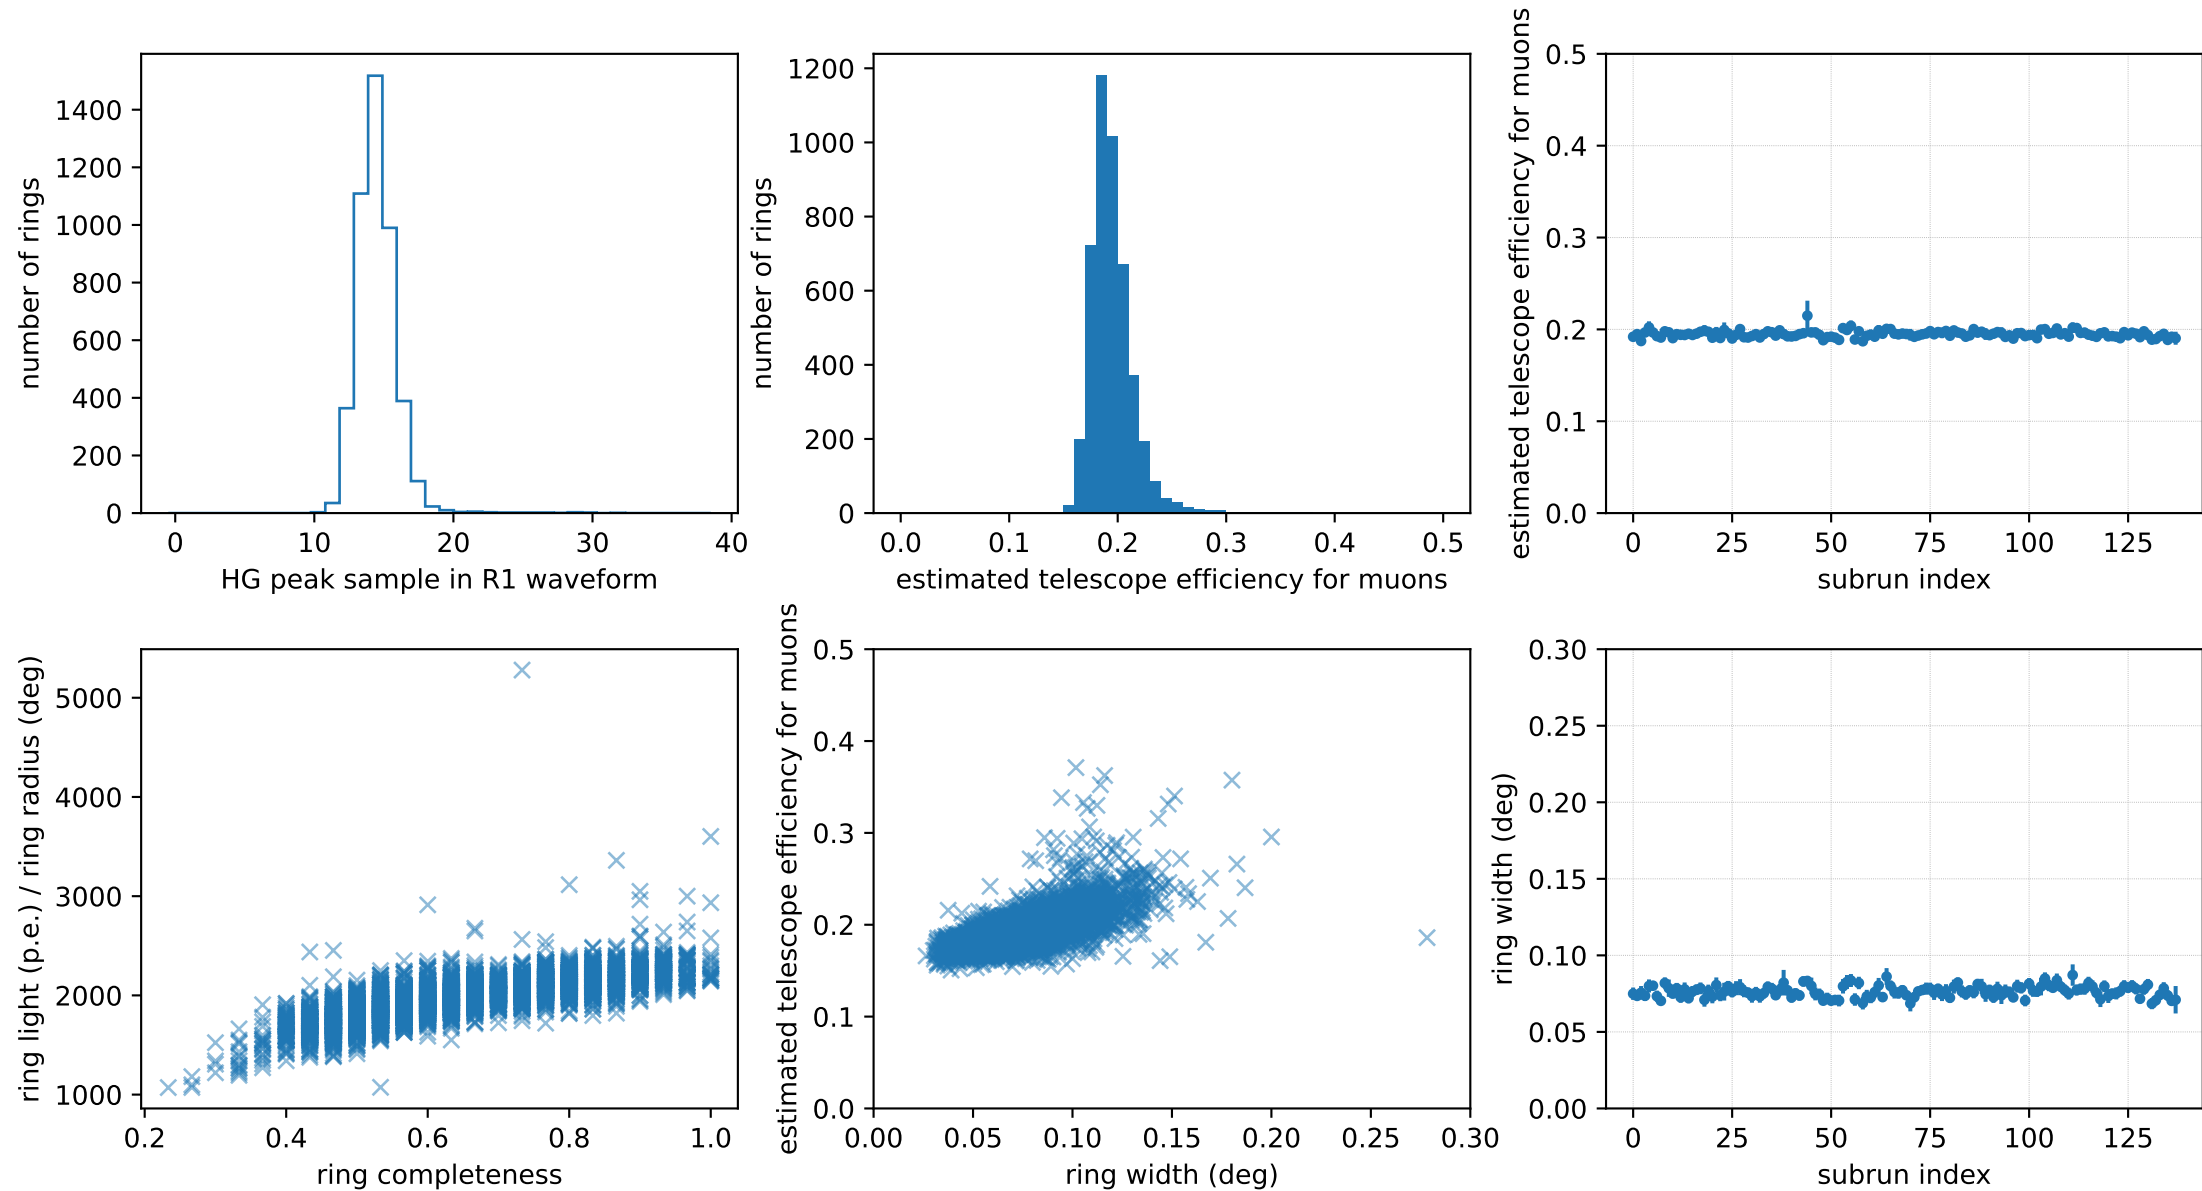 number of rings
1400
1200
1000
800
600
400
200
0
0 10 20 30 40
HG peak sample in R1 waveform
number of rings
1200
1000
800
600
400
200
0
0.0 0.1 0.2 0.3 0.4 0.5
estimated telescope efficiency for muons
estimated telescope efficiency for muons
0.5
0.4
0.3
0.2
0.1
0.0
0 25 50 75 100 125
subrun index
ring light (p.e.) / ring radius (deg)
5000
4000
3000
2000
1000
0.2 0.4 0.6 0.8 1.0
ring completeness
estimated telescope efficiency for muons
0.5
0.4
0.3
0.2
0.1
0.0
0.00 0.05 0.10 0.15 0.20 0.25 0.30
ring width (deg)
ring width (deg)
0.30
0.25
0.20
0.15
0.10
0.05
0.00
0 25 50 75 100 125
subrun index